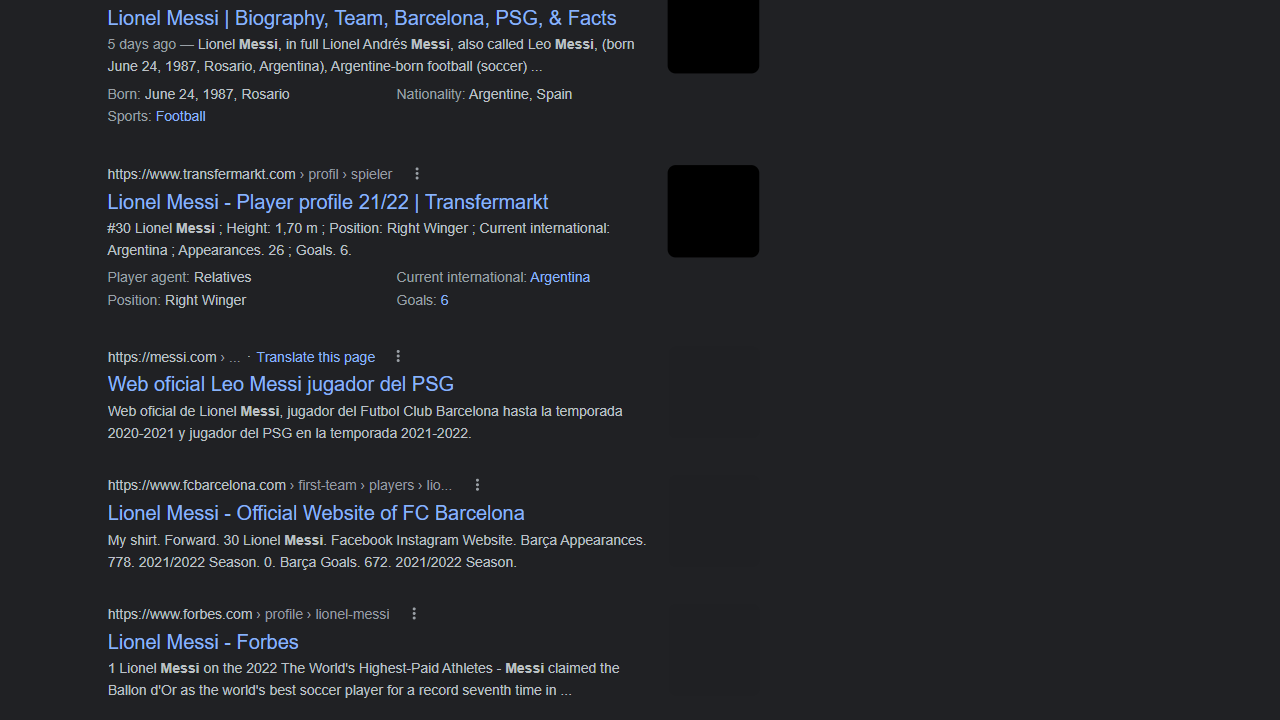 Lionel Messi | Biography, Team, Barcelona, PSG, & Facts
5 days ago — Lionel Messi, in full Lionel Andrés Messi, also called Leo Messi, (born
June 24, 1987, Rosario, Argentina), Argentine-born football (soccer) ...
Born: June 24, 1987, Rosario Nationality: Argentine, Spain
Sports: Football
https://www.transfermarkt.com › profil › spieler
Lionel Messi - Player profile 21/22 | Transfermarkt
#30 Lionel Messi ; Height: 1,70 m ; Position: Right Winger ; Current international:
Argentina ; Appearances. 26 ; Goals. 6.
Player agent: Relatives Current international: Argentina
Position: Right Winger Goals: 6
https://messi.com › ... · Translate this page
Web oficial Leo Messi jugador del PSG
Web oficial de Lionel Messi, jugador del Futbol Club Barcelona hasta la temporada
2020-2021 y jugador del PSG en la temporada 2021-2022.
https://www.fcbarcelona.com › first-team › players › lio...
Lionel Messi - Official Website of FC Barcelona
My shirt. Forward. 30 Lionel Messi. Facebook Instagram Website. Barça Appearances.
778. 2021/2022 Season. 0. Barça Goals. 672. 2021/2022 Season.
https://www.forbes.com › profile › lionel-messi
Lionel Messi - Forbes
1 Lionel Messi on the 2022 The World's Highest-Paid Athletes - Messi claimed the
Ballon d'Or as the world's best soccer player for a record seventh time in ...